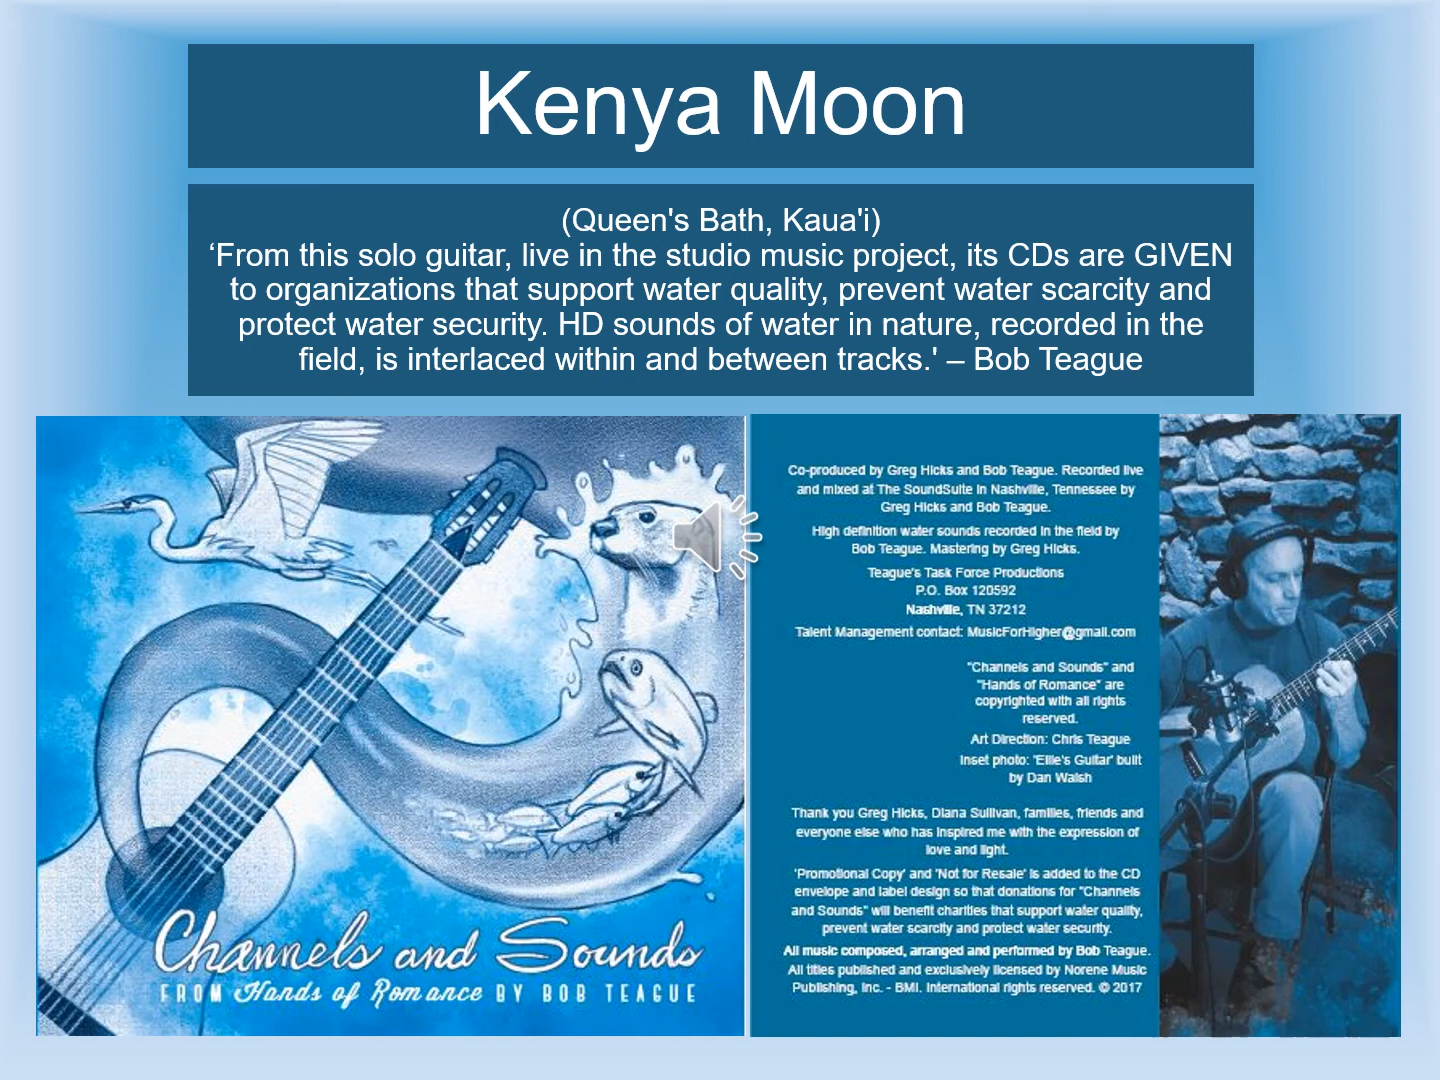 Kenya Moon
(Queen's Bath, Kaua'i)
‘From this solo guitar, live in the studio music project, its CDs are GIVEN
to organizations that support water quality, prevent water scarcity and
protect water security. HD sounds of water in nature, recorded in the
field, is interlaced within and between tracks.' – Bob Teague
Channels and Sounds
FROM Hands of Romance BY BOB TEAGUE
Co-produced by Greg Hicks and Bob Teague. Recorded live
and mixed at The SoundSuite in Nashville, Tennessee by
Greg Hicks and Bob Teague.
High definition water sounds recorded in the field by
Bob Teague. Mastering by Greg Hicks.
Teague's Task Force Productions
P.O. Box 120592
Nashville, TN 37212
Talent Management contact: MusicForHigher@gmail.com
"Channels and Sounds" and
"Hands of Romance" are
copyrighted with all rights
reserved.
Art Direction: Chris Teague
Inset photo: 'Ellie's Guitar' built
by Dan Walsh
Thank you Greg Hicks, Diana Sullivan, families, friends and
everyone else who has inspired me with the expression of
love and light.
'Promotional Copy' and 'Not for Resale' is added to the CD
envelope and label design so that donations for "Channels
and Sounds" will benefit charities that support water quality,
prevent water scarcity and protect water security.
All music composed, arranged and performed by Bob Teague.
All titles published and exclusively licensed by Norene Music
Publishing, Inc. - BMI. International rights reserved. © 2017